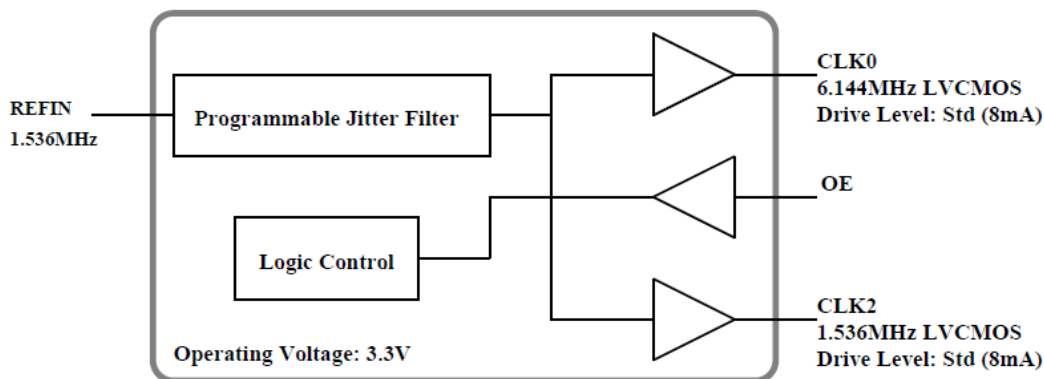 REFIN
1.536MHz
Programmable Jitter Filter
CLK0
6.144MHz LVCMOS
Drive Level: Std (8mA)
OE
Logic Control
CLK2
1.536MHz LVCMOS
Drive Level: Std (8mA)
Operating Voltage: 3.3V